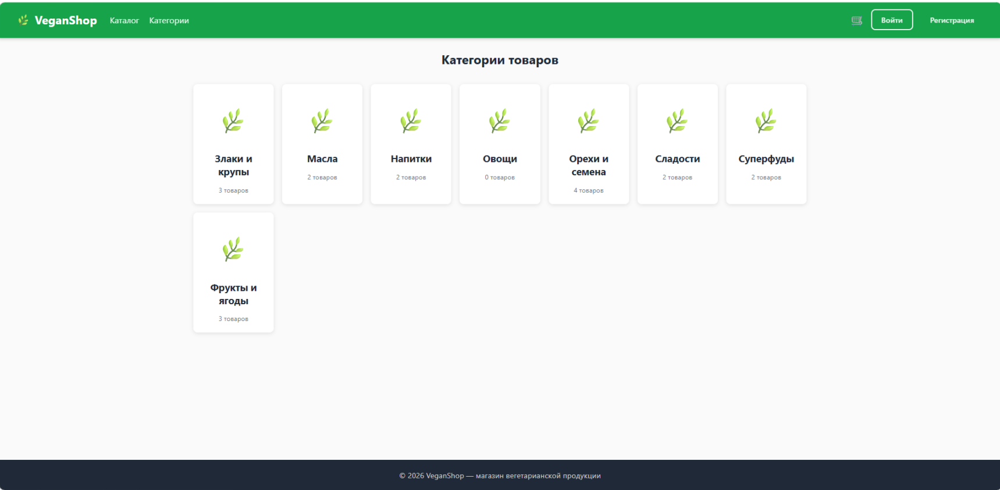 VeganShop Каталог Категории Войти Регистрация
Категории товаров
Злаки и
крупы
3 товаров
Масла
2 товаров
Напитки
2 товаров
Овощи
0 товаров
Орехи и
семена
4 товаров
Сладости
2 товаров
Суперфуды
2 товаров
Фрукты и
ягоды
3 товаров
© 2026 VeganShop — магазин вегетарианской продукции